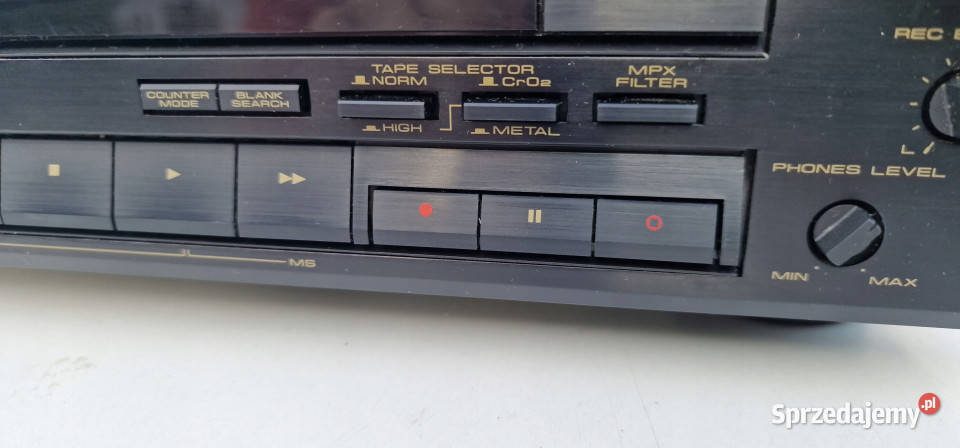 REC
TAPE SELECTOR
NORM
CrO2
MPX
FILTER
COUNTER
MODE
BLANK
SEARCH
HIGH
METAL
PHONES LEVEL
L
MS
MIN
MAX
Sprzedajemy.pl